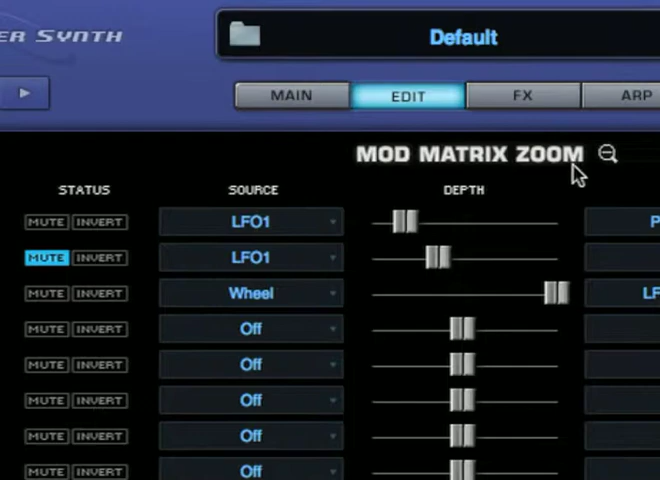 ER SYNTH
Default
MAIN EDIT FX ARP
MOD MATRIX ZOOM
STATUS SOURCE DEPTH
MUTE INVERT LFO1 P
MUTE INVERT LFO1
MUTE INVERT Wheel LF
MUTE INVERT Off
MUTE INVERT Off
MUTE INVERT Off
MUTE INVERT Off
MUTE INVERT Off